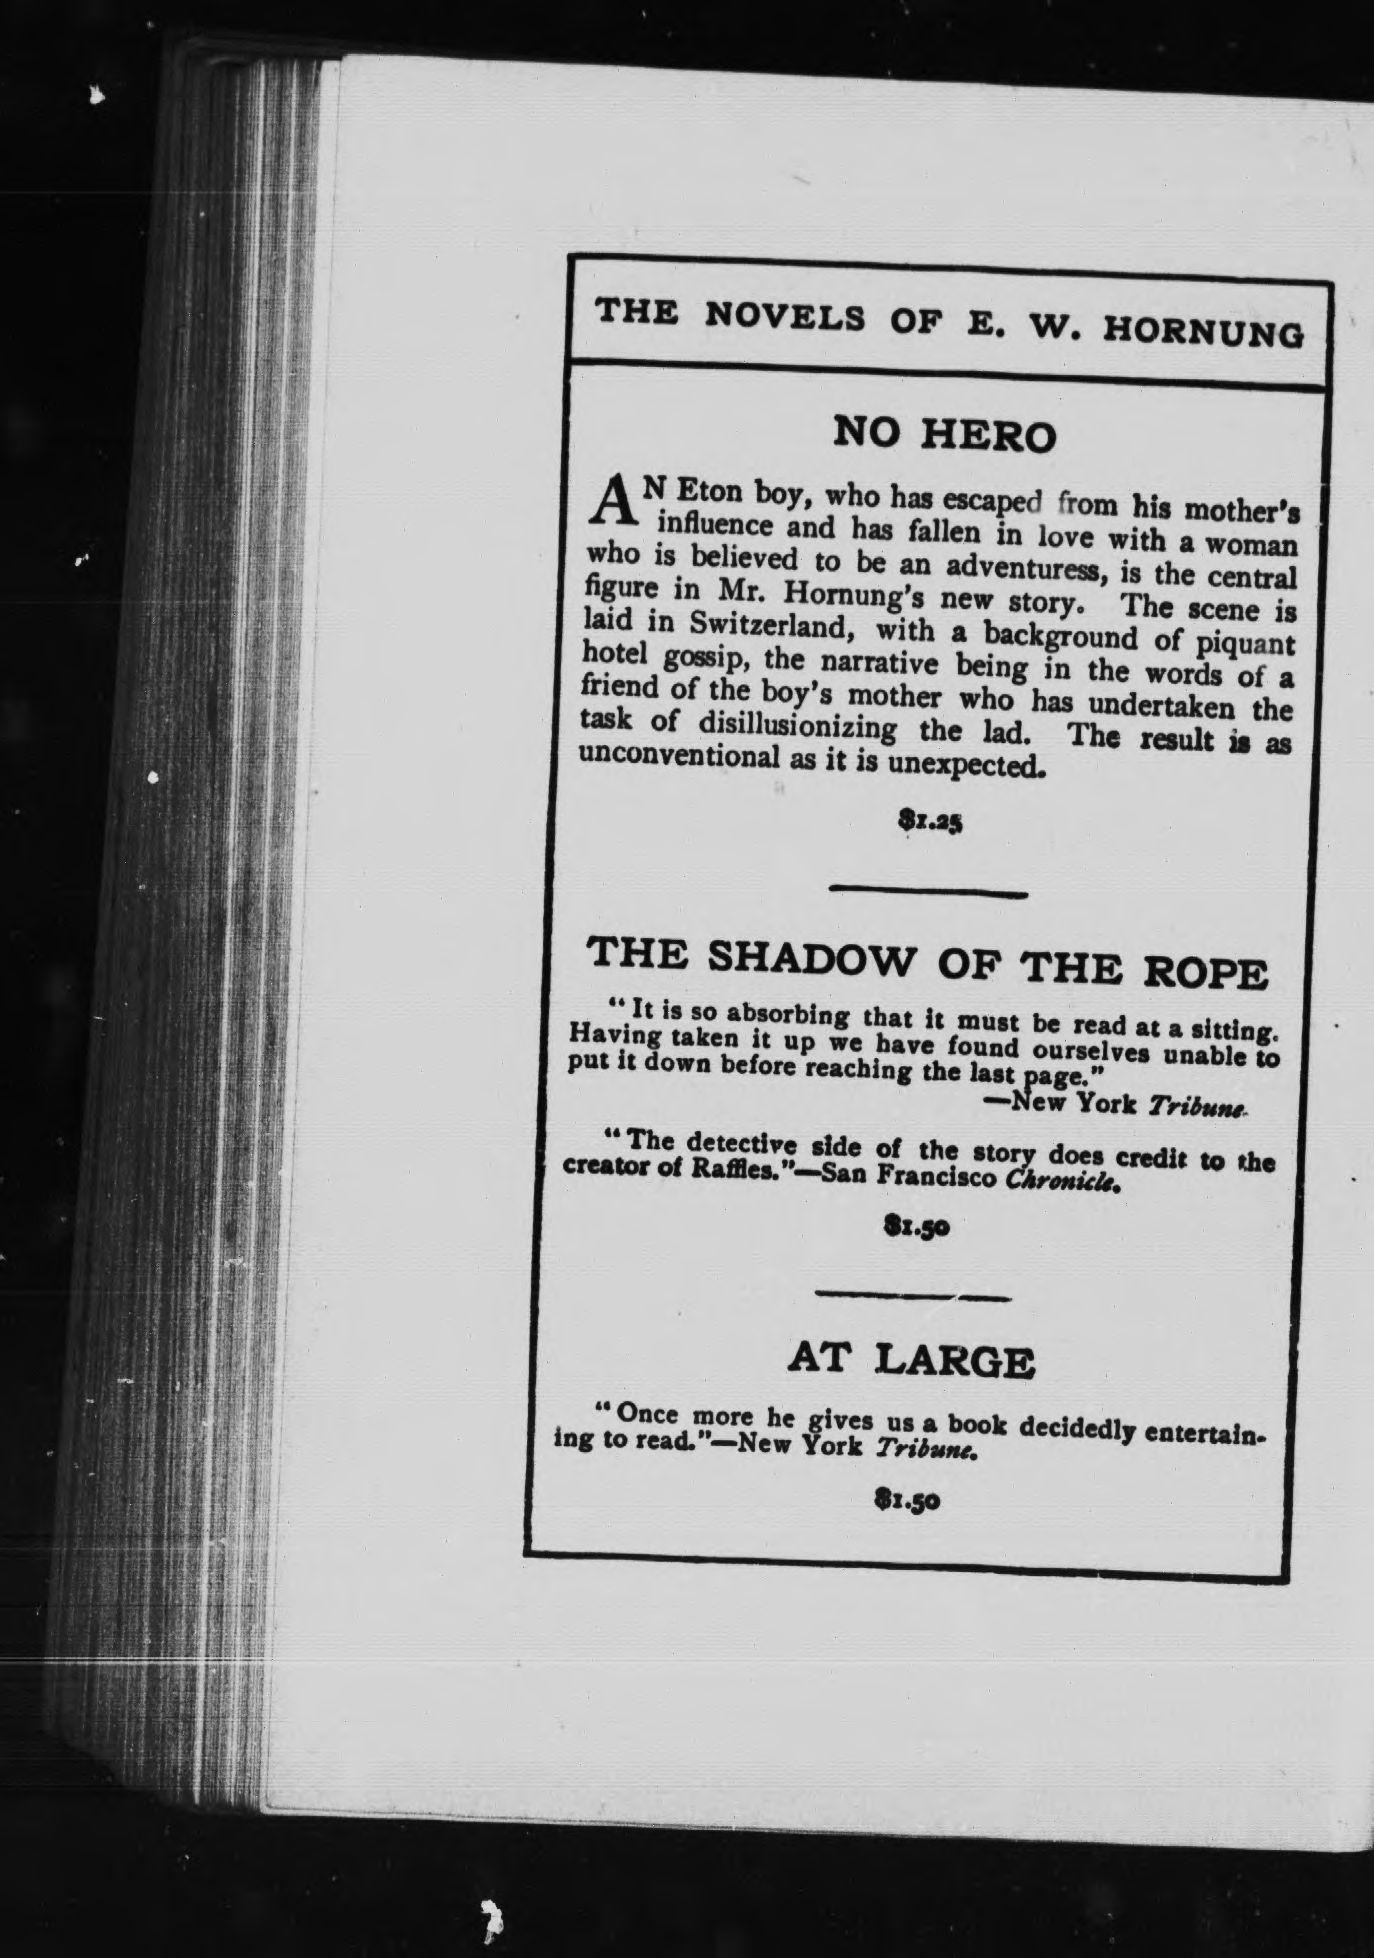 THE NOVELS OF E. W. HORNUNG
NO HERO
AN Eton boy, who has escaped from his mother's
influence and has fallen in love with a woman
who is believed to be an adventuress, is the central
figure in Mr. Hornung's new story. The scene is
laid in Switzerland, with a background of piquant
hotel gossip, the narrative being in the words of a
friend of the boy's mother who has undertaken the
task of disillusionizing the lad. The result is as
unconventional as it is unexpected.
$1.25
THE SHADOW OF THE ROPE
"It is so absorbing that it must be read at a sitting.
Having taken it up we have found ourselves unable to
put it down before reaching the last page."
—New York Tribune.
"The detective side of the story does credit to the
creator of Raffles."—San Francisco Chronicle.
$1.50
AT LARGE
"Once more he gives us a book decidedly entertain-
ing to read."—New York Tribune.
$1.50